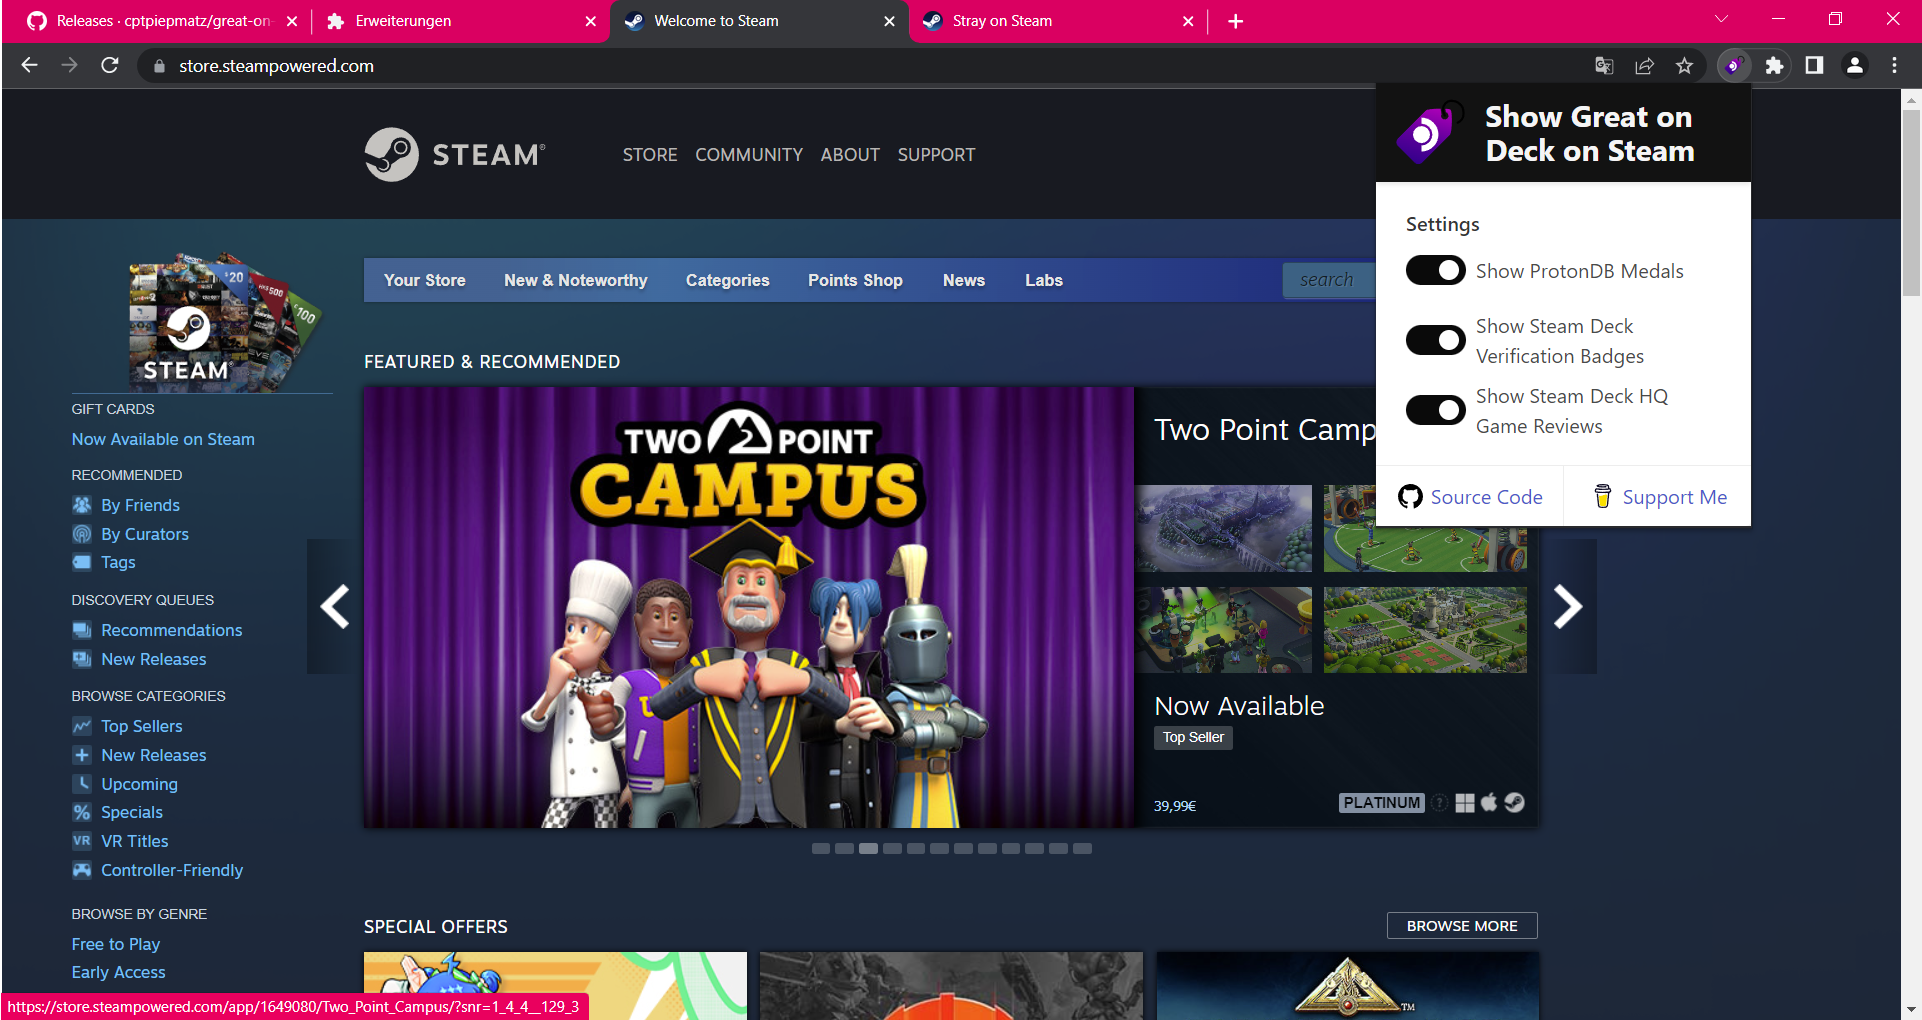 Releases · cptpiepmatz/great-on-
Erweiterungen
Welcome to Steam
Stray on Steam
store.steampowered.com
Show Great on
Deck on Steam
Settings
Show ProtonDB Medals
Show Steam Deck
Verification Badges
Show Steam Deck HQ
Game Reviews
Source Code
Support Me
STEAM®
STORE
COMMUNITY
ABOUT
SUPPORT
$20
500
100
STEAM®
GIFT CARDS
Now Available on Steam
RECOMMENDED
By Friends
By Curators
Tags
DISCOVERY QUEUES
Recommendations
New Releases
BROWSE CATEGORIES
Top Sellers
New Releases
Upcoming
Specials
VR
VR Titles
Controller-Friendly
BROWSE BY GENRE
Free to Play
Early Access
Your Store
New & Noteworthy
Categories
Points Shop
News
Labs
search
FEATURED & RECOMMENDED
TWO POINT
CAMPUS
Two Point Camp
Now Available
Top Seller
39,99€
PLATINUM
?
SPECIAL OFFERS
BROWSE MORE
TM
https://store.steampowered.com/app/1649080/Two_Point_Campus/?snr=1_4_4__129_3